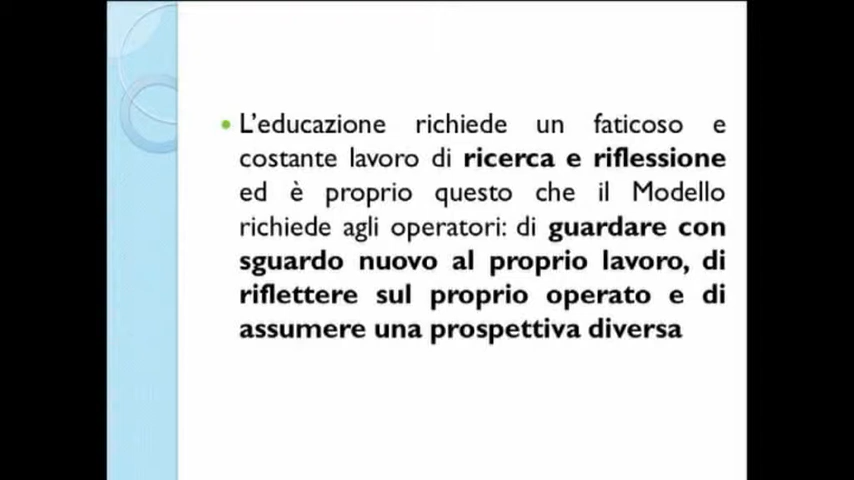 • L'educazione richiede un faticoso e
costante lavoro di ricerca e riflessione
ed è proprio questo che il Modello
richiede agli operatori: di guardare con
sguardo nuovo al proprio lavoro, di
riflettere sul proprio operato e di
assumere una prospettiva diversa